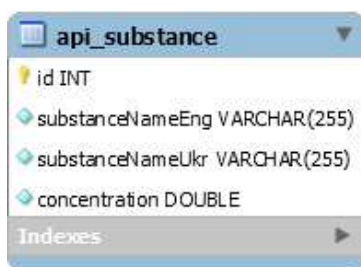 api_substance
id INT
substanceNameEng VARCHAR(255)
substanceNameUkr VARCHAR(255)
concentration DOUBLE
Indexes